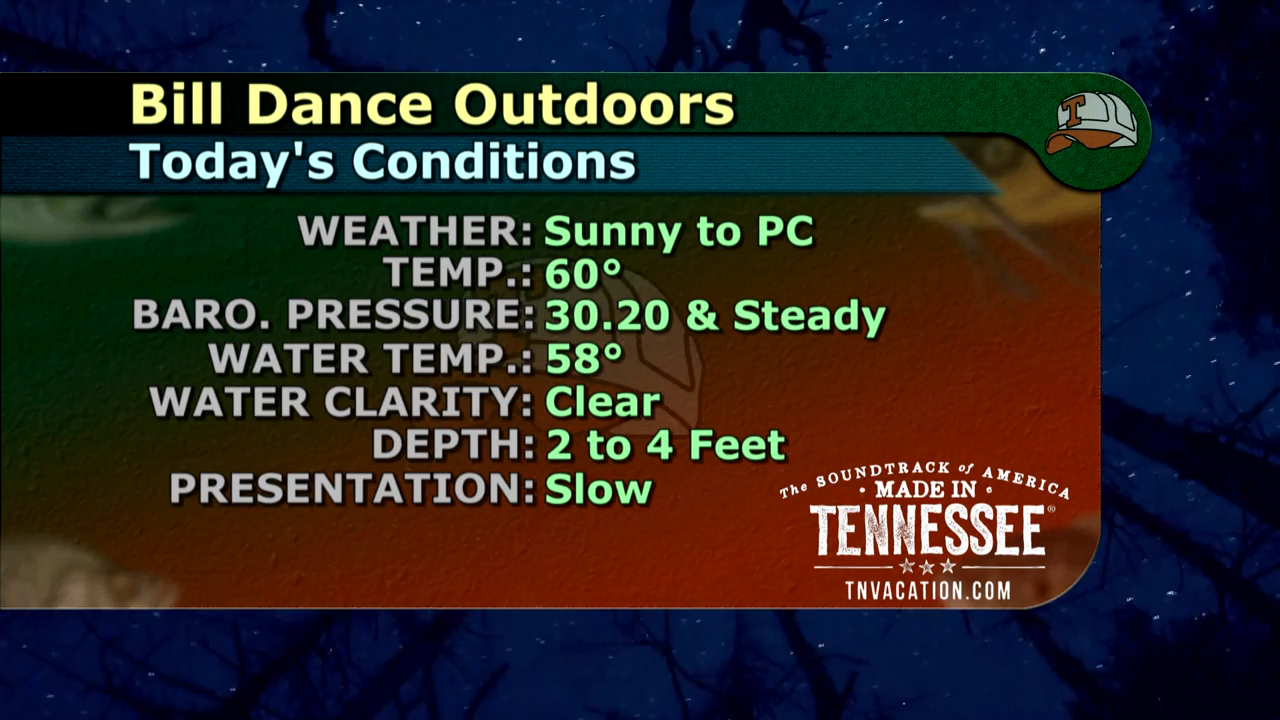 Bill Dance Outdoors
T
Today's Conditions
WEATHER: Sunny to PC
TEMP.: 60°
BARO. PRESSURE: 30.20 & Steady
WATER TEMP.: 58°
WATER CLARITY: Clear
DEPTH: 2 to 4 Feet
PRESENTATION: Slow
The SOUNDTRACK of AMERICA
• MADE IN •
TENNESSEE®
TNVACATION.COM